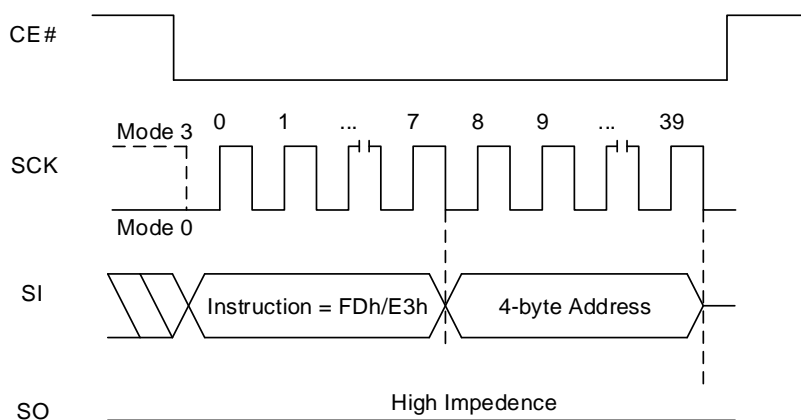 CE#
0 1 ... 7 8 9 ... 39
Mode 3
SCK
Mode 0
SI
Instruction = FDh/E3h
4-byte Address
High Impedence
SO